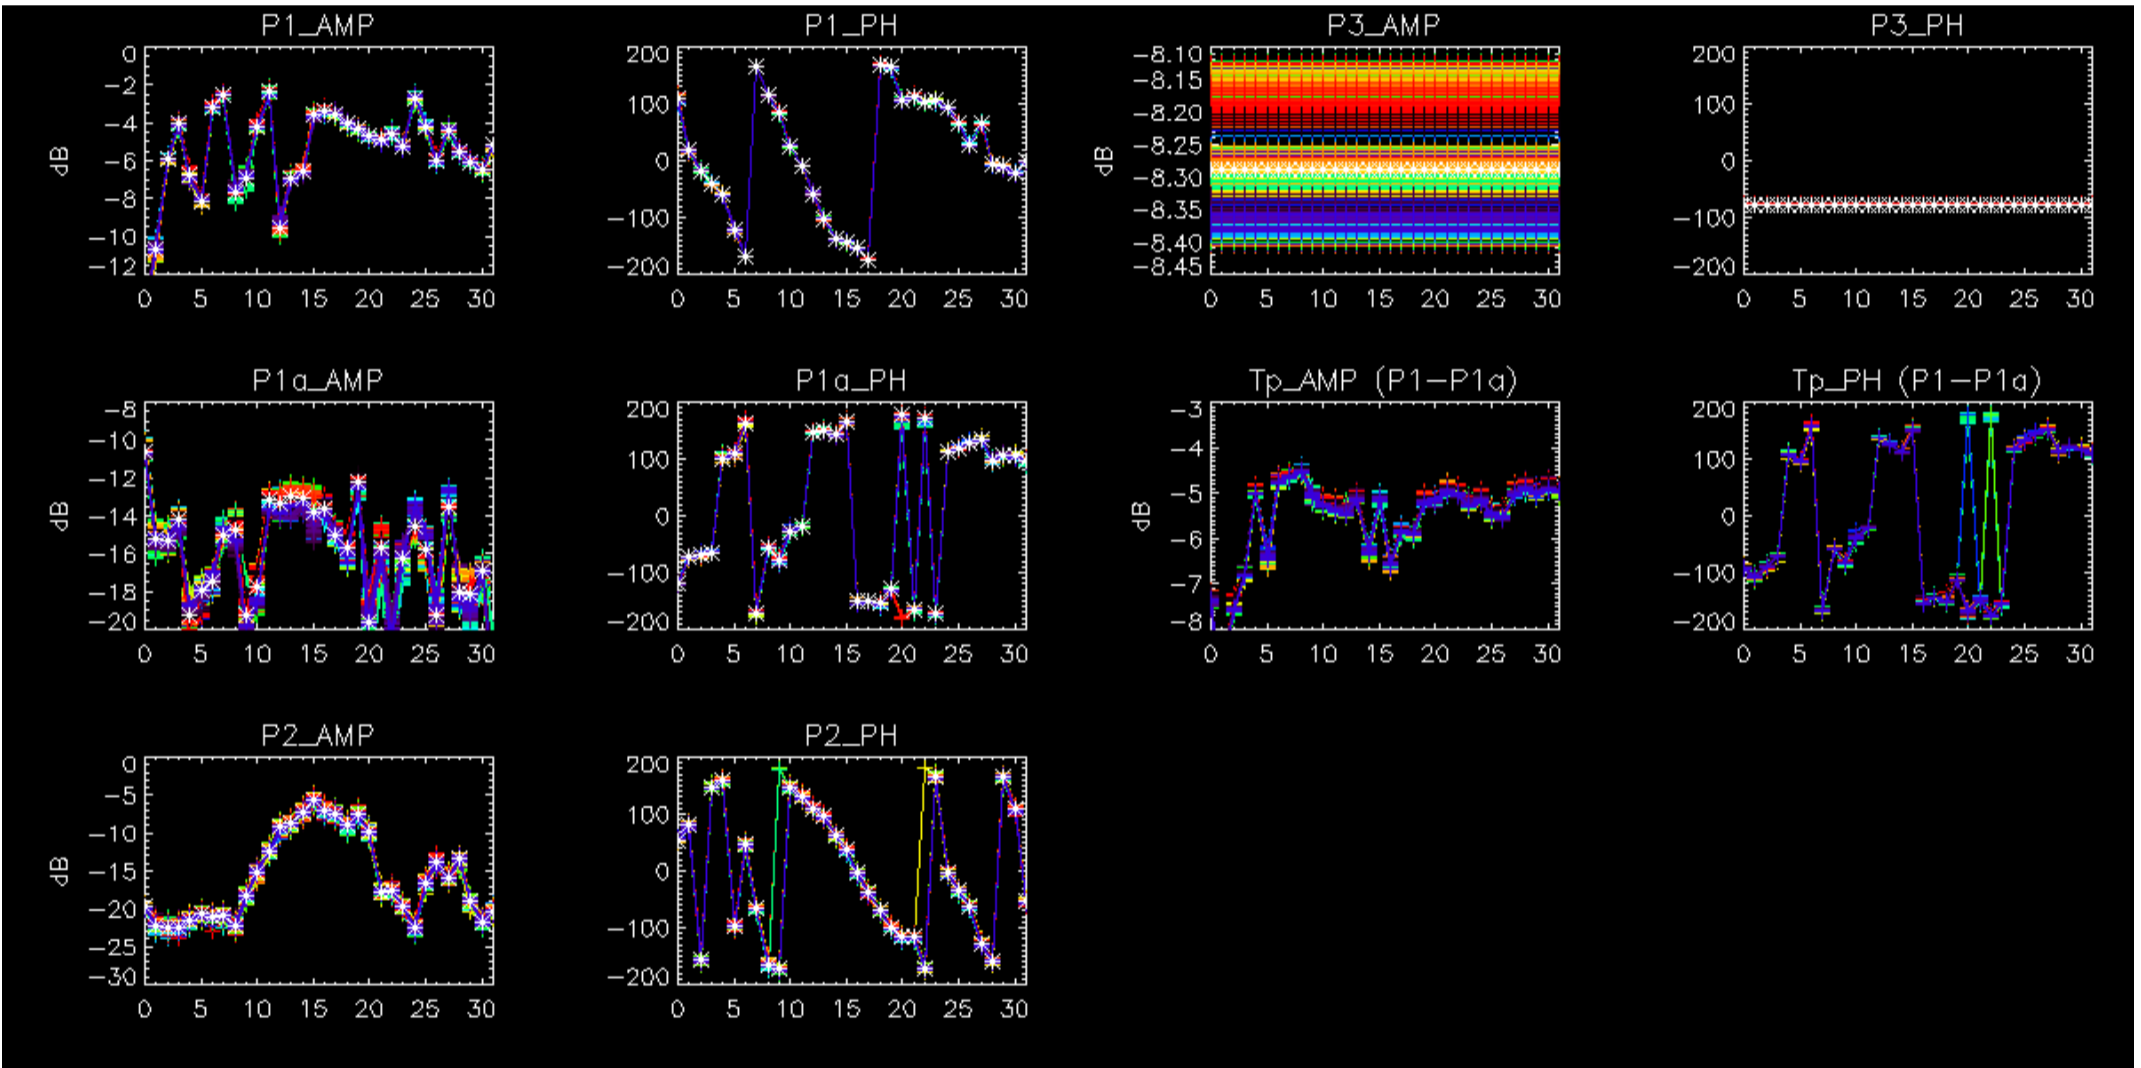 P1_AMP
0
−2
−4
−6
−8
−10
−12
dB
0 5 10 15 20 25 30
P1_PH
200
100
0
−100
−200
0 5 10 15 20 25 30
P3_AMP
−8.10
−8.15
−8.20
−8.25
−8.30
−8.35
−8.40
−8.45
dB
0 5 10 15 20 25 30
P3_PH
200
100
0
−100
−200
0 5 10 15 20 25 30
P1a_AMP
−8
−10
−12
−14
−16
−18
−20
dB
0 5 10 15 20 25 30
P1a_PH
200
100
0
−100
−200
0 5 10 15 20 25 30
Tp_AMP (P1−P1a)
−3
−4
−5
−6
−7
−8
dB
0 5 10 15 20 25 30
Tp_PH (P1−P1a)
200
100
0
−100
−200
0 5 10 15 20 25 30
P2_AMP
0
−5
−10
−15
−20
−25
−30
dB
0 5 10 15 20 25 30
P2_PH
200
100
0
−100
−200
0 5 10 15 20 25 30